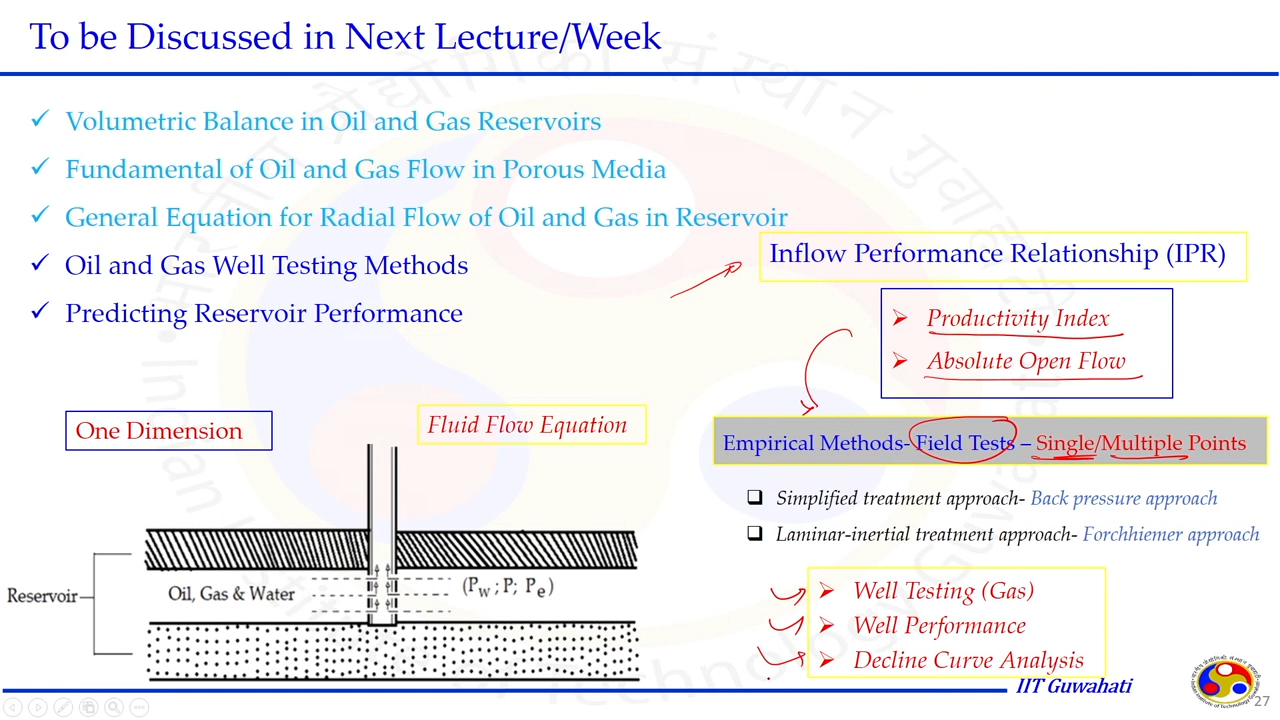 To be Discussed in Next Lecture/Week
✓ Volumetric Balance in Oil and Gas Reservoirs
✓ Fundamental of Oil and Gas Flow in Porous Media
✓ General Equation for Radial Flow of Oil and Gas in Reservoir
✓ Oil and Gas Well Testing Methods
✓ Predicting Reservoir Performance
Inflow Performance Relationship (IPR)
➢ Productivity Index
➢ Absolute Open Flow
One Dimension
Fluid Flow Equation
Empirical Methods- Field Tests – Single/Multiple Points
❑ Simplified treatment approach- Back pressure approach
❑ Laminar-inertial treatment approach- Forchhiemer approach
Reservoir
Oil, Gas & Water
(Pw ; P; Pe)
➢ Well Testing (Gas)
➢ Well Performance
➢ Decline Curve Analysis
IIT Guwahati
27